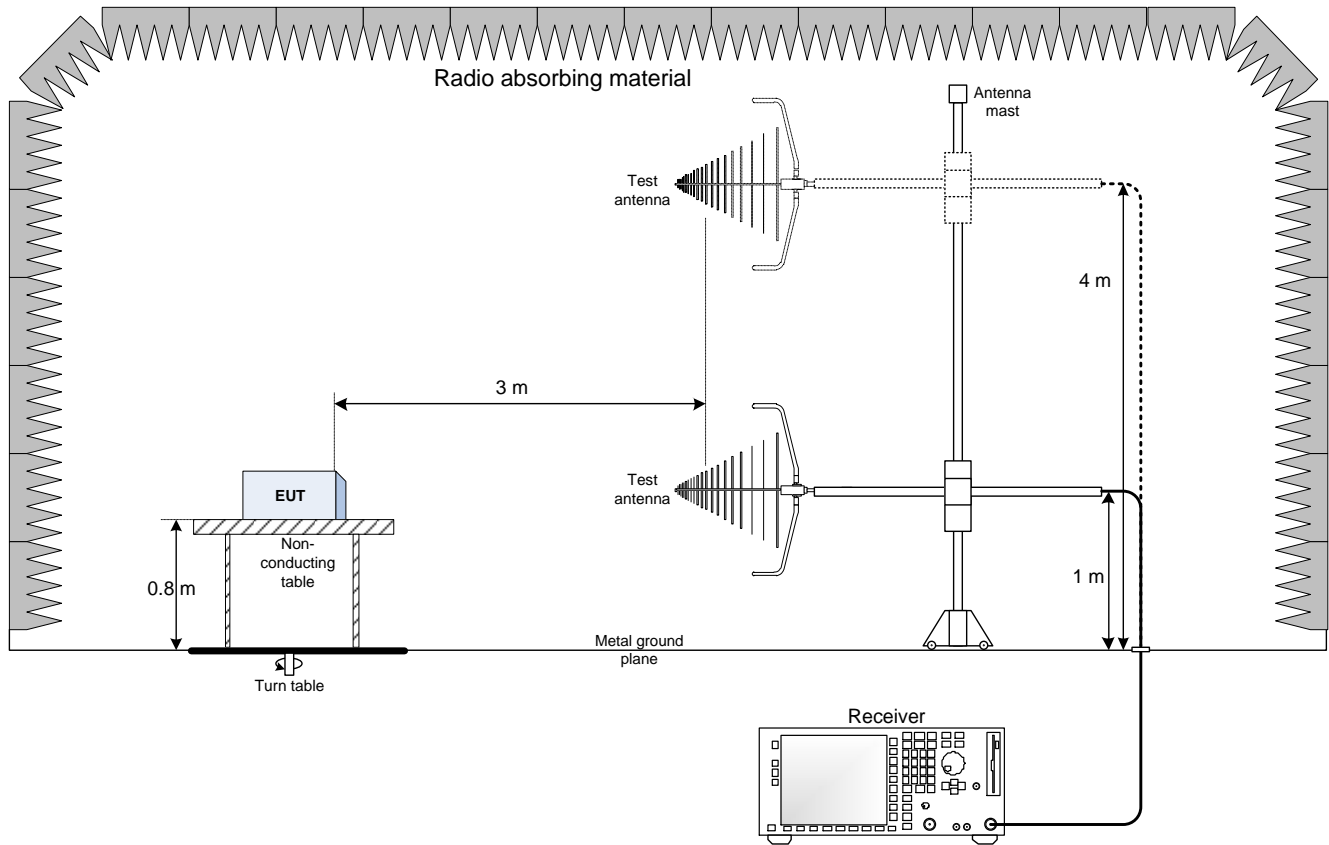 Radio absorbing material
Antenna
mast
Test
antenna
4 m
3 m
Test
antenna
EUT
Non-
conducting
table
0.8 m
1 m
Metal ground
plane
Turn table
Receiver